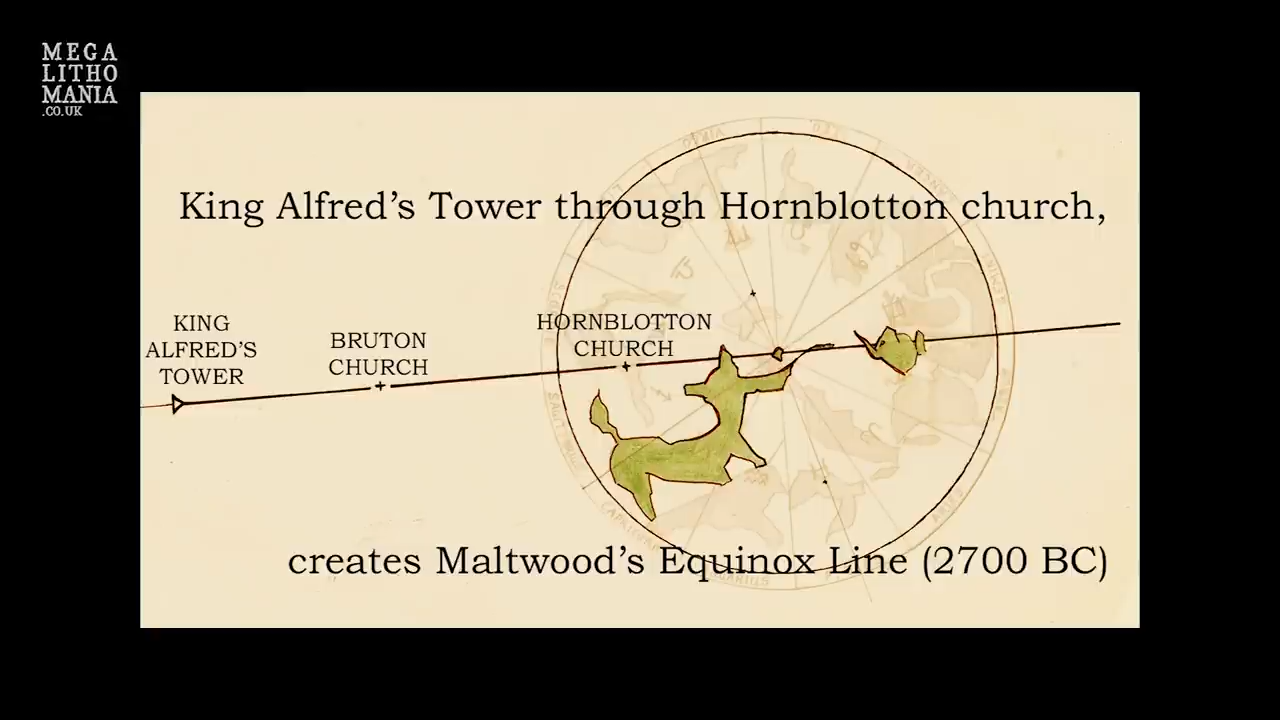 MEGA
LITHO
MANIA
.CO.UK
King Alfred's Tower through Hornblotton church,
KING
ALFRED'S
TOWER
BRUTON
CHURCH
HORNBLOTTON
CHURCH
creates Maltwood's Equinox Line (2700 BC)